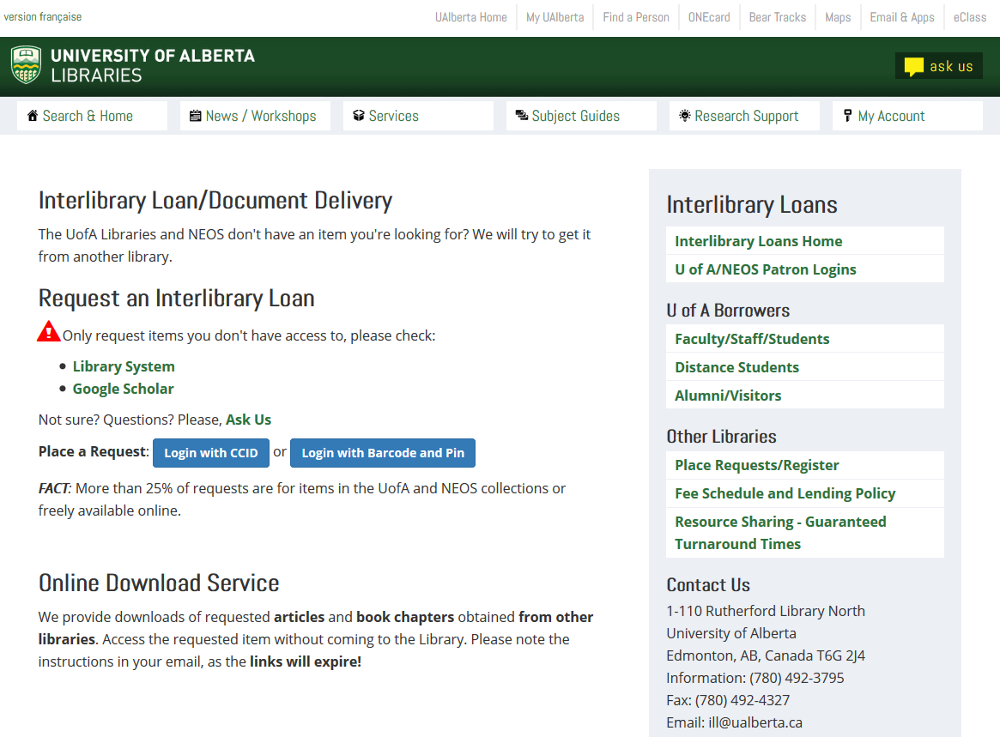 version française
UAlberta Home My UAlberta Find a Person ONEcard Bear Tracks Maps Email & Apps eClass
UNIVERSITY OF ALBERTA
LIBRARIES
ask us
Search & Home News / Workshops Services Subject Guides Research Support My Account
Interlibrary Loan/Document Delivery
The UofA Libraries and NEOS don't have an item you're looking for? We will try to get it
from another library.
Request an Interlibrary Loan
Only request items you don't have access to, please check:
Library System
Google Scholar
Not sure? Questions? Please, Ask Us
Place a Request: Login with CCID or Login with Barcode and Pin
FACT: More than 25% of requests are for items in the UofA and NEOS collections or
freely available online.
Online Download Service
We provide downloads of requested articles and book chapters obtained from other
libraries. Access the requested item without coming to the Library. Please note the
instructions in your email, as the links will expire!
Interlibrary Loans
Interlibrary Loans Home
U of A/NEOS Patron Logins
U of A Borrowers
Faculty/Staff/Students
Distance Students
Alumni/Visitors
Other Libraries
Place Requests/Register
Fee Schedule and Lending Policy
Resource Sharing - Guaranteed
Turnaround Times
Contact Us
1-110 Rutherford Library North
University of Alberta
Edmonton, AB, Canada T6G 2J4
Information: (780) 492-3795
Fax: (780) 492-4327
Email: ill@ualberta.ca